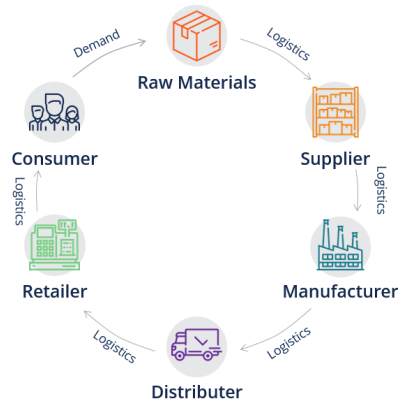 Demand
Logistics
Raw Materials
Consumer
Supplier
Logistics
Logistics
Retailer
Manufacturer
Logistics
Logistics
Distributer